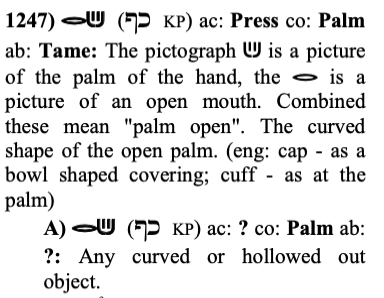 1247) (כף KP) ac: Press co: Palm
ab: Tame: The pictograph is a picture
of the palm of the hand, the is a
picture of an open mouth. Combined
these mean "palm open". The curved
shape of the open palm. (eng: cap - as a
bowl shaped covering; cuff - as at the
palm)
A) (כף KP) ac: ? co: Palm ab:
?: Any curved or hollowed out
object.